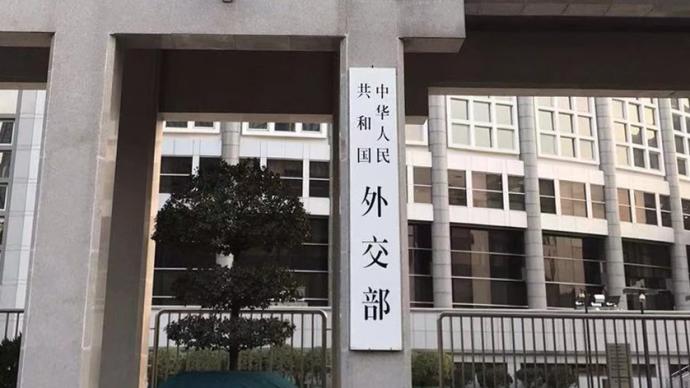 中华人民
共和国
外交部